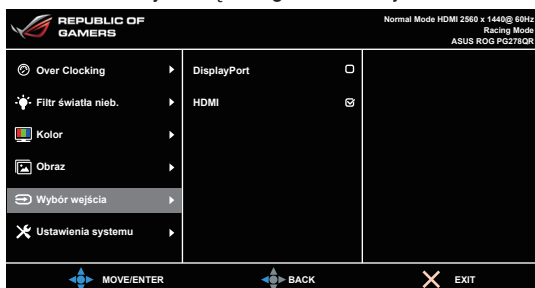 REPUBLIC OF
GAMERS
Normal Mode HDMI 2560 x 1440@ 60Hz
Racing Mode
ASUS ROG PG278QR
Over Clocking
Filtr światła nieb.
Kolor
Obraz
Wybór wejścia
Ustawienia systemu
DisplayPort
HDMI
MOVE/ENTER
BACK
EXIT